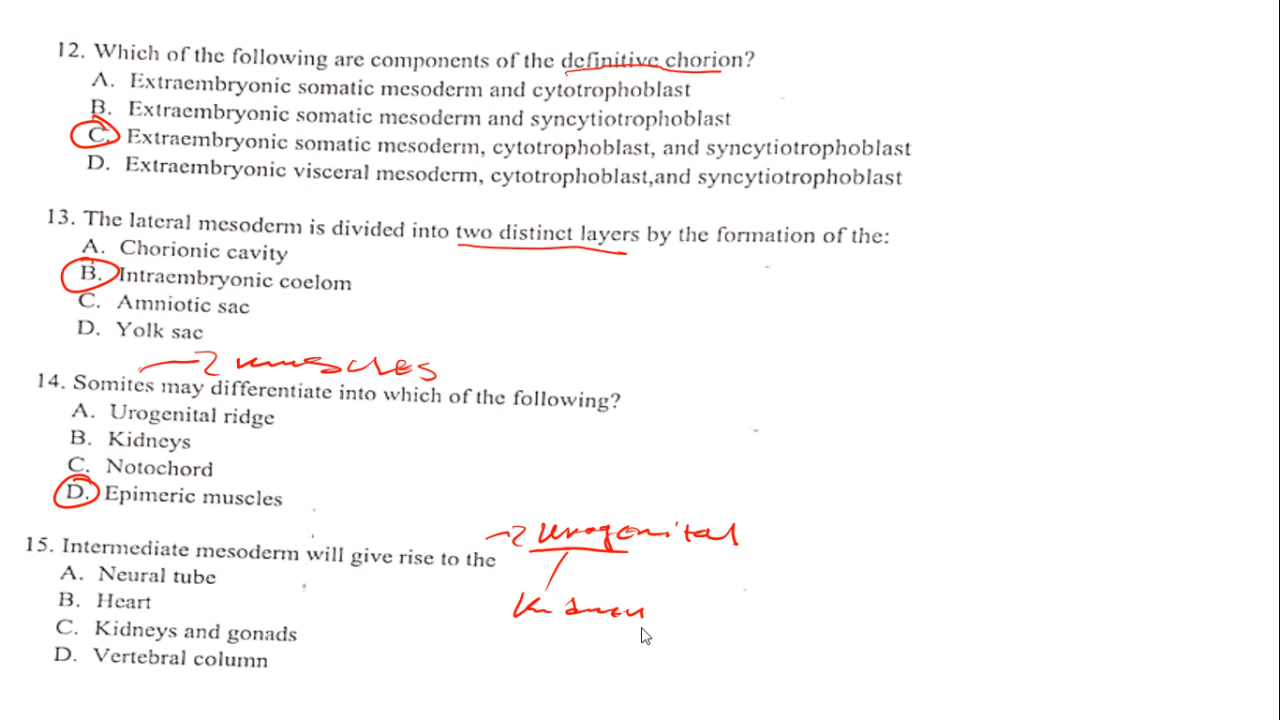 12. Which of the following are components of the definitive chorion?
A. Extraembryonic somatic mesoderm and cytotrophoblast
B. Extraembryonic somatic mesoderm and syncytiotrophoblast
C. Extraembryonic somatic mesoderm, cytotrophoblast, and syncytiotrophoblast
D. Extraembryonic visceral mesoderm, cytotrophoblast,and syncytiotrophoblast
13. The lateral mesoderm is divided into two distinct layers by the formation of the:
A. Chorionic cavity
B. Intraembryonic coelom
C. Amniotic sac
D. Yolk sac
muscles
14. Somites may differentiate into which of the following?
A. Urogenital ridge
B. Kidneys
C. Notochord
D. Epimeric muscles
urogenital
15. Intermediate mesoderm will give rise to the
A. Neural tube
B. Heart
C. Kidneys and gonads
D. Vertebral column